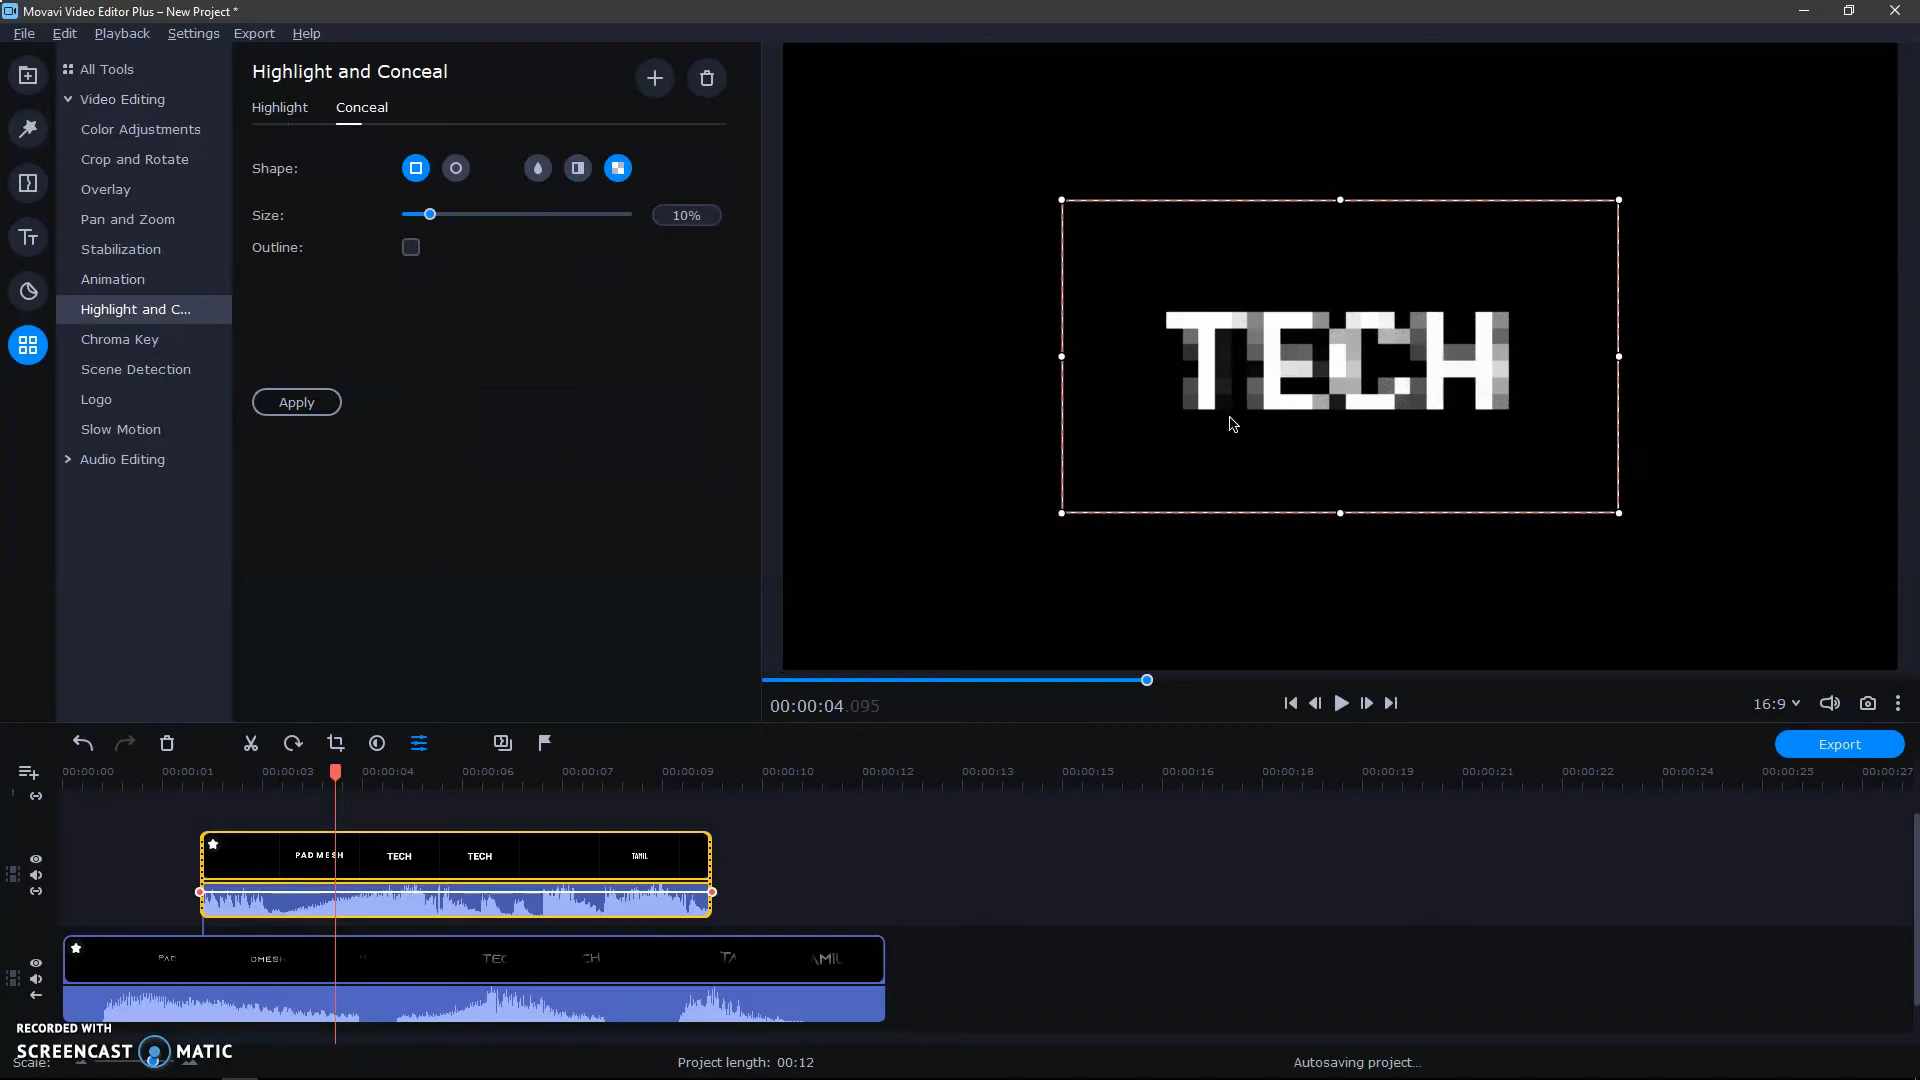 Movavi Video Editor Plus – New Project *
File Edit Playback Settings Export Help
All Tools
Video Editing
Color Adjustments
Crop and Rotate
Overlay
Pan and Zoom
Stabilization
Animation
Highlight and C...
Chroma Key
Scene Detection
Logo
Slow Motion
Audio Editing
Highlight and Conceal
Highlight Conceal
Shape:
Size: 10%
Outline:
Apply
TECH
00:00:04.095
16:9
Export
00:00:00 00:00:01 00:00:03 00:00:04 00:00:06 00:00:07 00:00:09 00:00:10 00:00:12 00:00:13 00:00:15 00:00:16 00:00:18 00:00:19 00:00:21 00:00:22 00:00:24 00:00:25 00:00:27
PADMESH TECH TECH TAMIL
PAD OMESH M TEC CH TA AMIL
RECORDED WITH
SCREENCAST MATIC
Scale:
Project length: 00:12
Autosaving project...